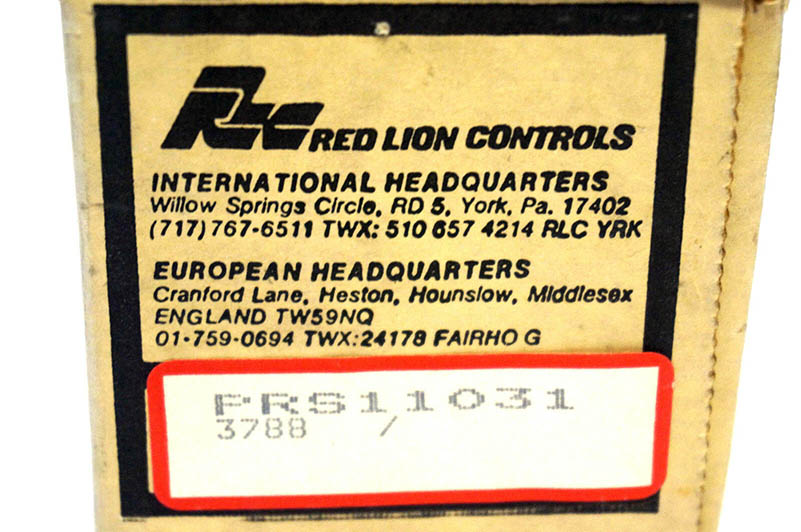 RLC RED LION CONTROLS
INTERNATIONAL HEADQUARTERS
Willow Springs Circle, RD 5, York, Pa. 17402
(717) 767-6511 TWX: 510 657 4214 RLC YRK
EUROPEAN HEADQUARTERS
Cranford Lane, Heston, Hounslow, Middlesex
ENGLAND TW59NQ
01-759-0694 TWX:24178 FAIRHO G
PRS11031
3788 /